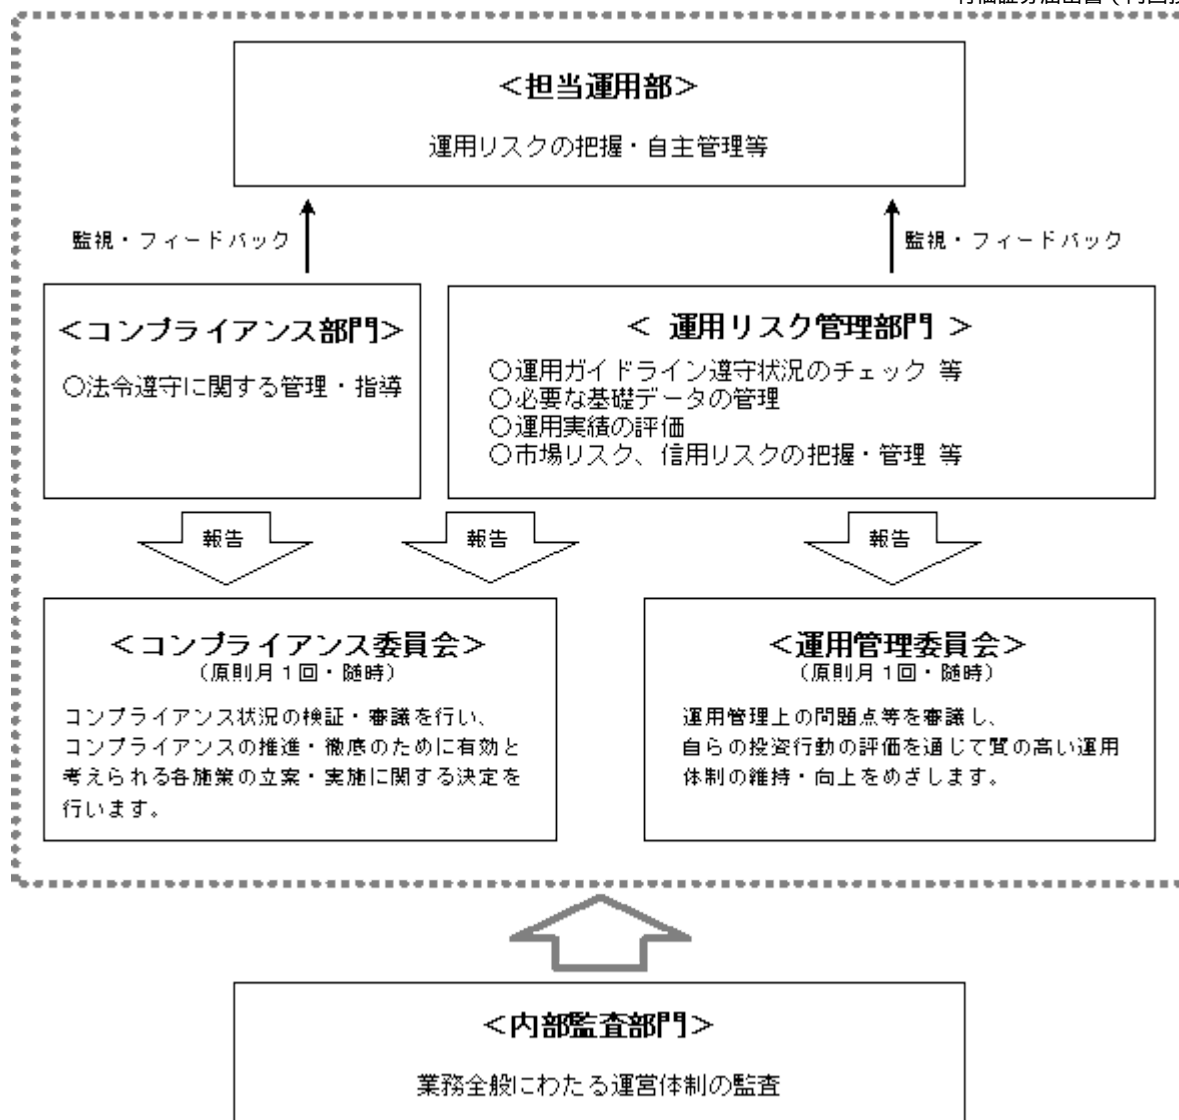 ＜担当運用部＞
運用リスクの把握・自主管理等
監視・フィードバック
監視・フィードバック
＜コンプライアンス部門＞
○法令遵守に関する管理・指導
＜ 運用リスク管理部門 ＞
○運用ガイドライン遵守状況のチェック 等
○必要な基礎データの管理
○運用実績の評価
○市場リスク、信用リスクの把握・管理 等
報告
報告
報告
＜コンプライアンス委員会＞
（原則月１回・随時）
コンプライアンス状況の検証・審議を行い、
コンプライアンスの推進・徹底のために有効と
考えられる各施策の立案・実施に関する決定を
行います。
＜運用管理委員会＞
（原則月１回・随時）
運用管理上の問題点等を審議し、
自らの投資行動の評価を通じて質の高い運用
体制の維持・向上をめざします。
＜内部監査部門＞
業務全般にわたる運営体制の監査